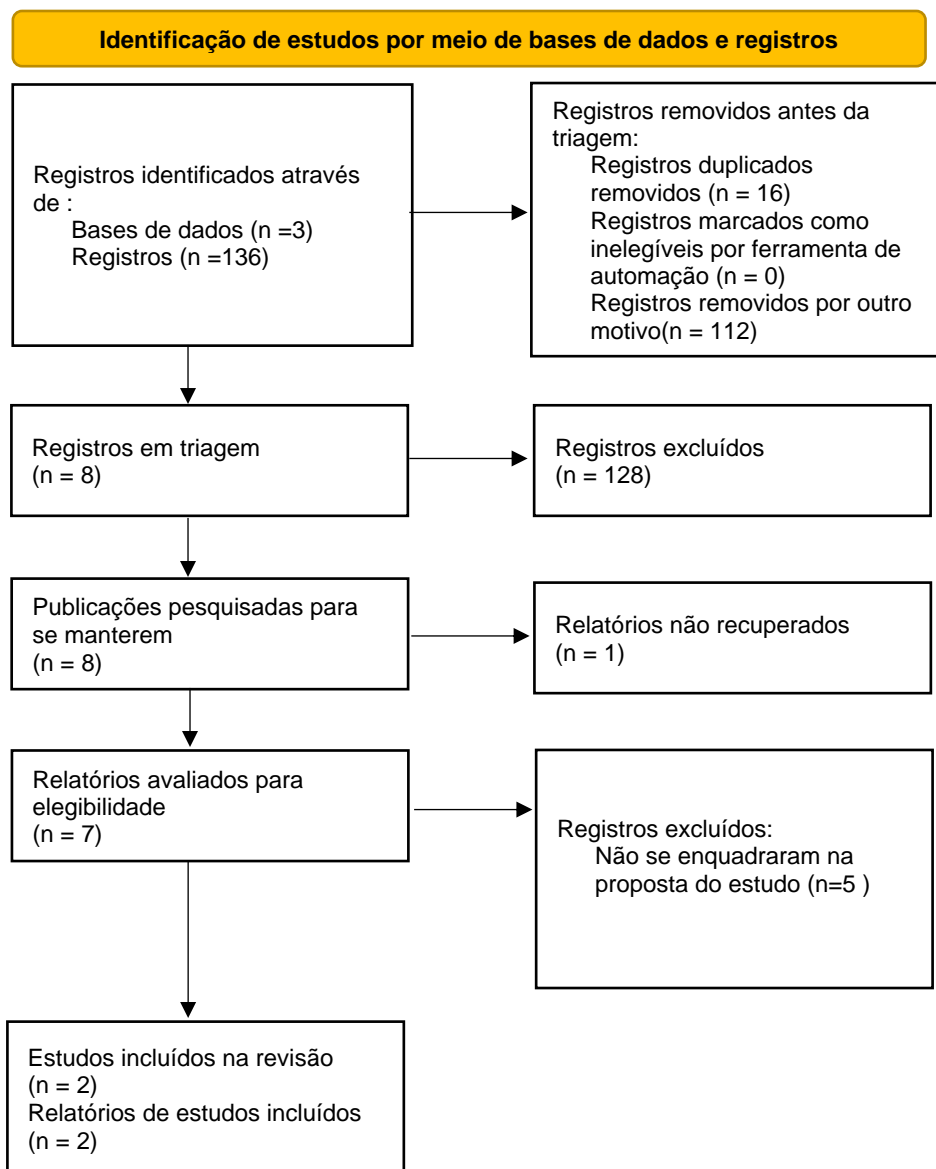 Identificação de estudos por meio de bases de dados e registros
Registros identificados através
de :
Bases de dados (n =3)
Registros (n =136)
Registros removidos antes da
triagem:
Registros duplicados
removidos (n = 16)
Registros marcados como
inelegíveis por ferramenta de
automação (n = 0)
Registros removidos por outro
motivo(n = 112)
Registros em triagem
(n = 8)
Registros excluídos
(n = 128)
Publicações pesquisadas para
se manterem
(n = 8)
Relatórios não recuperados
(n = 1)
Relatórios avaliados para
elegibilidade
(n = 7)
Registros excluídos:
Não se enquadraram na
proposta do estudo (n=5 )
Estudos incluídos na revisão
(n = 2)
Relatórios de estudos incluídos
(n = 2)